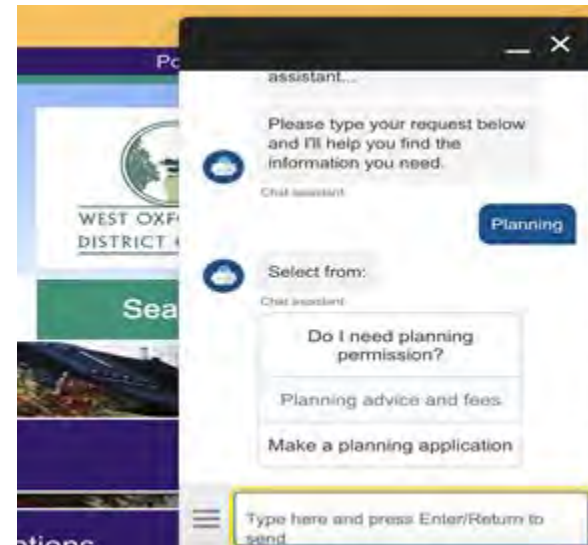 Po
assistant...
Please type your request below
and I'll help you find the
information you need.
Chat assistant
Planning
WEST OXF
DISTRICT
Select from:
Chat assistant
Sea
Do I need planning
permission?
Planning advice and fees
Make a planning application
Type here and press Enter/Return to
send
ations